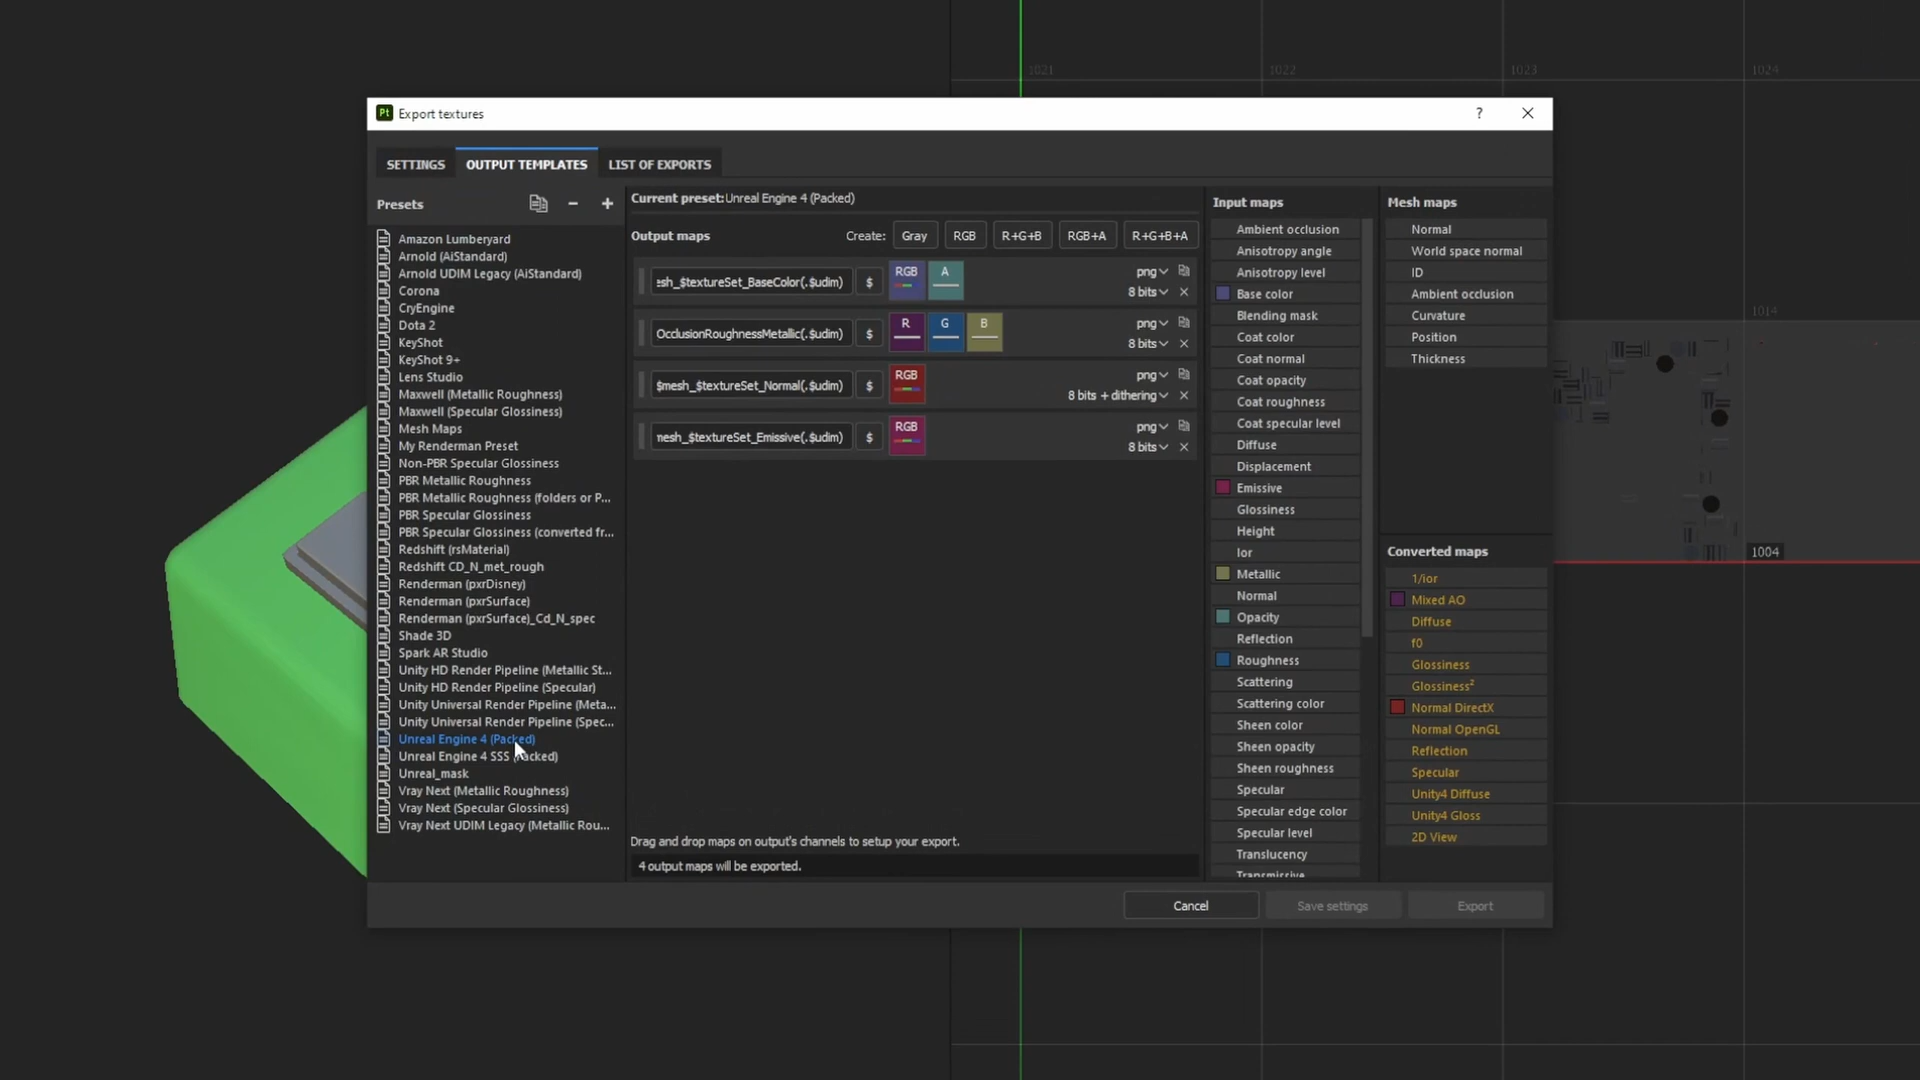 1021
1022
1023
1024
Pt Export textures ? ×
SETTINGS OUTPUT TEMPLATES LIST OF EXPORTS
Presets − +
Amazon Lumberyard
Arnold (AiStandard)
Arnold UDIM Legacy (AiStandard)
Corona
CryEngine
Dota 2
KeyShot
KeyShot 9+
Lens Studio
Maxwell (Metallic Roughness)
Maxwell (Specular Glossiness)
Mesh Maps
My Renderman Preset
Non-PBR Specular Glossiness
PBR Metallic Roughness
PBR Metallic Roughness (folders or P...
PBR Specular Glossiness
PBR Specular Glossiness (converted fr...
Redshift (rsMaterial)
Redshift CD_N_met_rough
Renderman (pxrDisney)
Renderman (pxrSurface)
Renderman (pxrSurface)_Cd_N_spec
Shade 3D
Spark AR Studio
Unity HD Render Pipeline (Metallic St...
Unity HD Render Pipeline (Specular)
Unity Universal Render Pipeline (Meta...
Unity Universal Render Pipeline (Spec...
Unreal Engine 4 (Packed)
Unreal Engine 4 SSS (Packed)
Unreal_mask
Vray Next (Metallic Roughness)
Vray Next (Specular Glossiness)
Vray Next UDIM Legacy (Metallic Rou...
Current preset:Unreal Engine 4 (Packed)
Output maps Create: Gray RGB R+G+B RGB+A R+G+B+A
esh_$textureSet_BaseColor(.$udim) $ RGB A png
8 bits ×
OcclusionRoughnessMetallic(.$udim) $ R G B png
8 bits ×
$mesh_$textureSet_Normal(.$udim) $ RGB png
8 bits + dithering ×
mesh_$textureSet_Emissive(.$udim) $ RGB png
8 bits ×
Drag and drop maps on output's channels to setup your export.
4 output maps will be exported.
Input maps
Ambient occlusion
Anisotropy angle
Anisotropy level
Base color
Blending mask
Coat color
Coat normal
Coat opacity
Coat roughness
Coat specular level
Diffuse
Displacement
Emissive
Glossiness
Height
Ior
Metallic
Normal
Opacity
Reflection
Roughness
Scattering
Scattering color
Sheen color
Sheen opacity
Sheen roughness
Specular
Specular edge color
Specular level
Translucency
Transmissive
Mesh maps
Normal
World space normal
ID
Ambient occlusion
Curvature
Position
Thickness
Converted maps
1/ior
Mixed AO
Diffuse
f0
Glossiness
Glossiness²
Normal DirectX
Normal OpenGL
Reflection
Specular
Unity4 Diffuse
Unity4 Gloss
2D View
Cancel Save settings Export
1014
1004